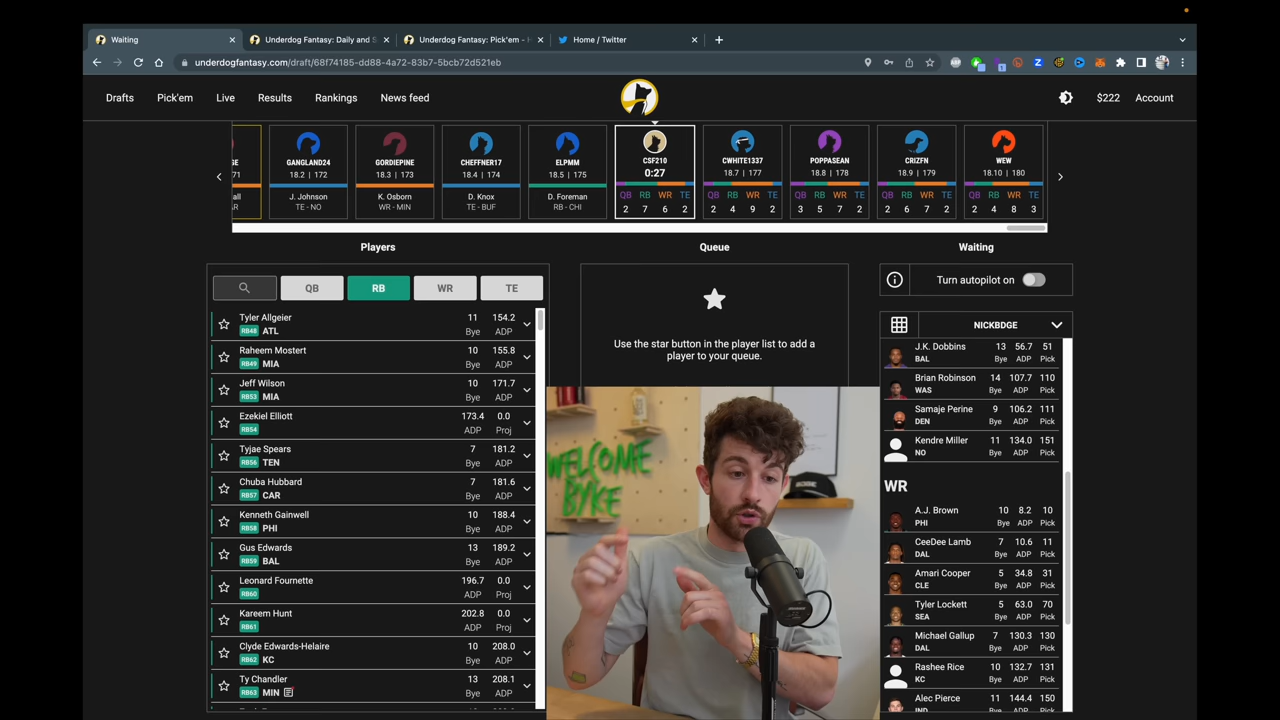 Waiting
Underdog Fantasy: Daily and S
Underdog Fantasy: Pick'em - H
Home / Twitter
underdogfantasy.com/draft/68f74185-dd88-4a72-83b7-5bcb72d521eb
Drafts Pick'em Live Results Rankings News feed
$222 Account
GE
71
all
R
GANGLAND24
18.2 | 172
J. Johnson
TE - NO
GORDIEPINE
18.3 | 173
K. Osborn
WR - MIN
CHEFFNER17
18.4 | 174
D. Knox
TE - BUF
ELPMM
18.5 | 175
D. Foreman
RB - CHI
CSF210
0:27
QB RB WR TE
2 7 6 2
CWHITE1337
18.7 | 177
QB RB WR TE
2 4 9 2
POPPASEAN
18.8 | 178
QB RB WR TE
3 5 7 2
CRIZFN
18.9 | 179
QB RB WR TE
2 6 7 2
WEW
18.10 | 180
QB RB WR TE
2 4 8 3
Players
QB RB WR TE
Tyler Allgeier 11 154.2
RB48 ATL Bye ADP
Raheem Mostert 10 155.8
RB49 MIA Bye ADP
Jeff Wilson 10 171.7
RB53 MIA Bye ADP
Ezekiel Elliott 173.4 0.0
RB54 ADP Proj
Tyjae Spears 7 181.2
RB56 TEN Bye ADP
Chuba Hubbard 7 181.6
RB57 CAR Bye ADP
Kenneth Gainwell 10 188.4
RB58 PHI Bye ADP
Gus Edwards 13 189.2
RB59 BAL Bye ADP
Leonard Fournette 196.7 0.0
RB60 ADP Proj
Kareem Hunt 202.8 0.0
RB61 ADP Proj
Clyde Edwards-Helaire 10 208.0
RB62 KC Bye ADP
Ty Chandler 13 208.1
RB63 MIN Bye ADP
Queue
Use the star button in the player list to add a
player to your queue.
WELCOME
BYKE
Waiting
Turn autopilot on
NICKBDGE
J.K. Dobbins 13 56.7 51
BAL Bye ADP Pick
Brian Robinson 14 107.7 110
WAS Bye ADP Pick
Samaje Perine 9 106.2 111
DEN Bye ADP Pick
Kendre Miller 11 134.0 151
NO Bye ADP Pick
WR
A.J. Brown 10 8.2 10
PHI Bye ADP Pick
CeeDee Lamb 7 10.6 11
DAL Bye ADP Pick
Amari Cooper 5 34.8 31
CLE Bye ADP Pick
Tyler Lockett 5 63.0 70
SEA Bye ADP Pick
Michael Gallup 7 130.3 130
DAL Bye ADP Pick
Rashee Rice 10 132.7 131
KC Bye ADP Pick
Alec Pierce 11 144.4 150
IND Bye ADP Pick